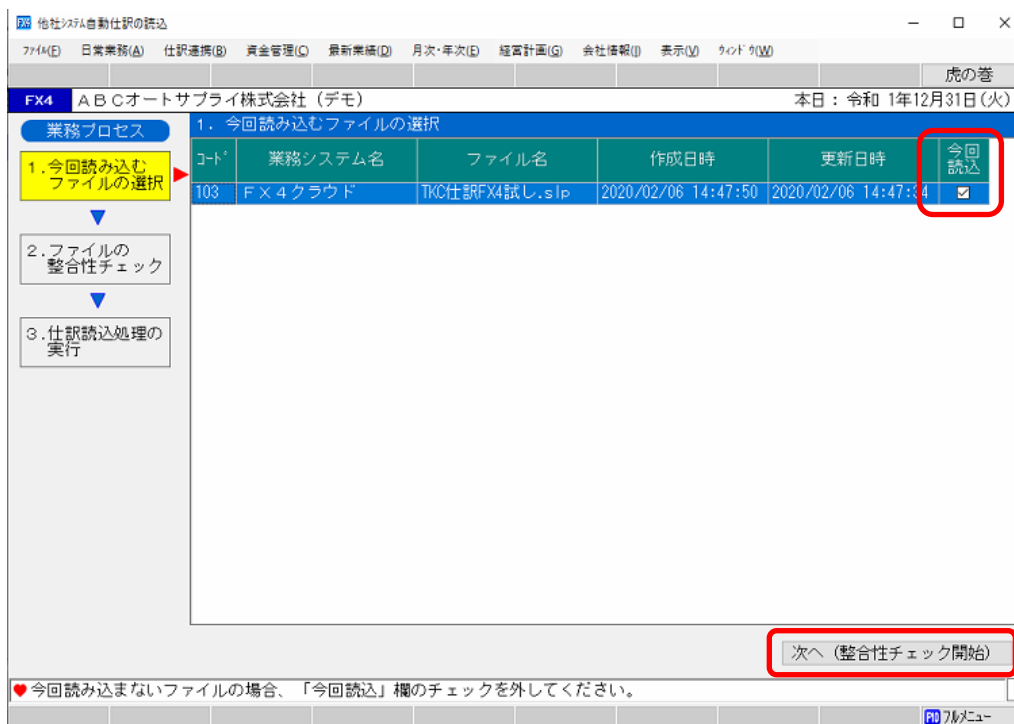 FX4 他社ｼｽﾃﾑ自動仕訳の読込
ﾌｧｲﾙ(F) 日常業務(A) 仕訳連携(B) 資金管理(C) 最新業績(D) 月次・年次(E) 経営計画(G) 会社情報(I) 表示(V) ｳｨﾝﾄﾞｳ(W)
虎の巻
FX4 ＡＢＣオートサプライ株式会社（デモ） 本日：令和 1年12月31日(火)
業務プロセス
1.今回読み込む
ファイルの選択
2.ファイルの
整合性チェック
3.仕訳読込処理の
実行
1．今回読み込むファイルの選択
ｺｰﾄﾞ 業務システム名 ファイル名 作成日時 更新日時 今回
読込
103 ＦＸ４クラウド TKC仕訳FX4試し.slp 2020/02/06 14:47:50 2020/02/06 14:47:34
次へ（整合性チェック開始）
♥今回読み込まないファイルの場合、「今回読込」欄のチェックを外してください。
F10 ﾌﾙﾒﾆｭｰ